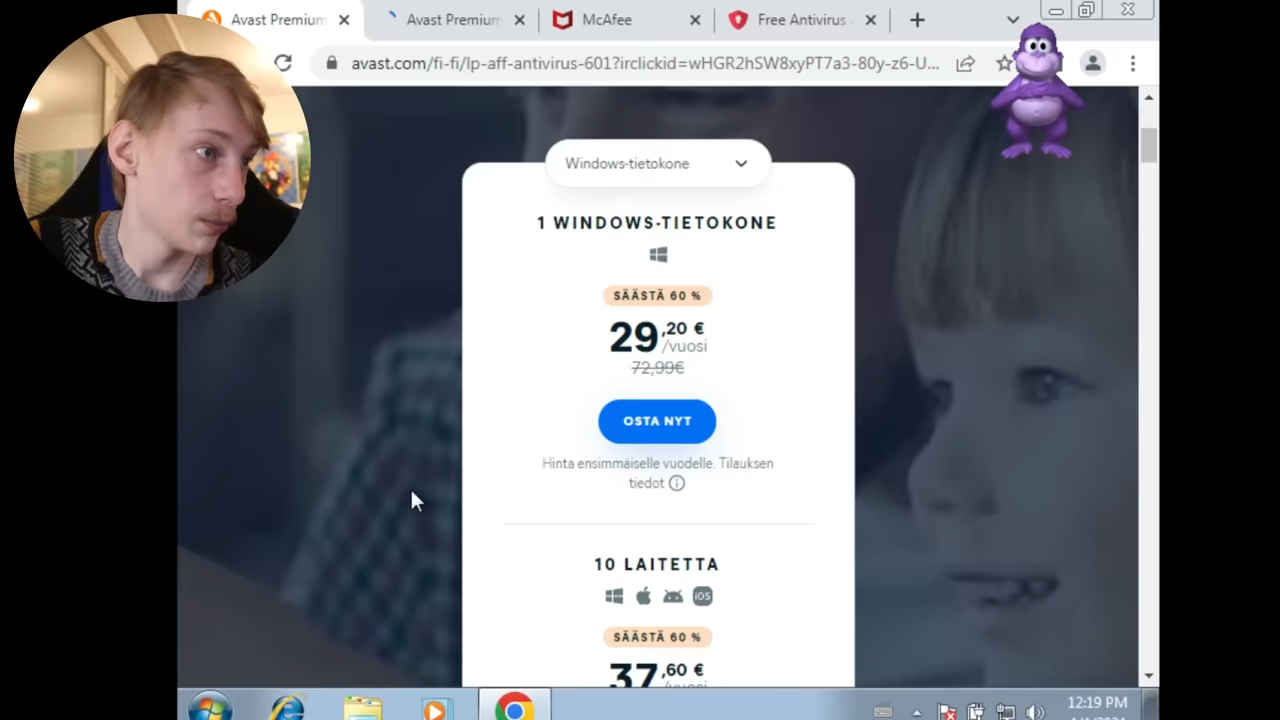 Avast Premium
Avast Premium
McAfee
Free Antivirus
avast.com/fi-fi/lp-aff-antivirus-601?irclickid=wHGR2hSW8xyPT7a3-80y-z6-U...
Windows-tietokone
1 WINDOWS-TIETOKONE
SÄÄSTÄ 60 %
29,20 €
/vuosi
72,99€
OSTA NYT
Hinta ensimmäiselle vuodelle. Tilauksen
tiedot
10 LAITETTA
iOS
SÄÄSTÄ 60 %
37,60 €
/vuosi
12:19 PM